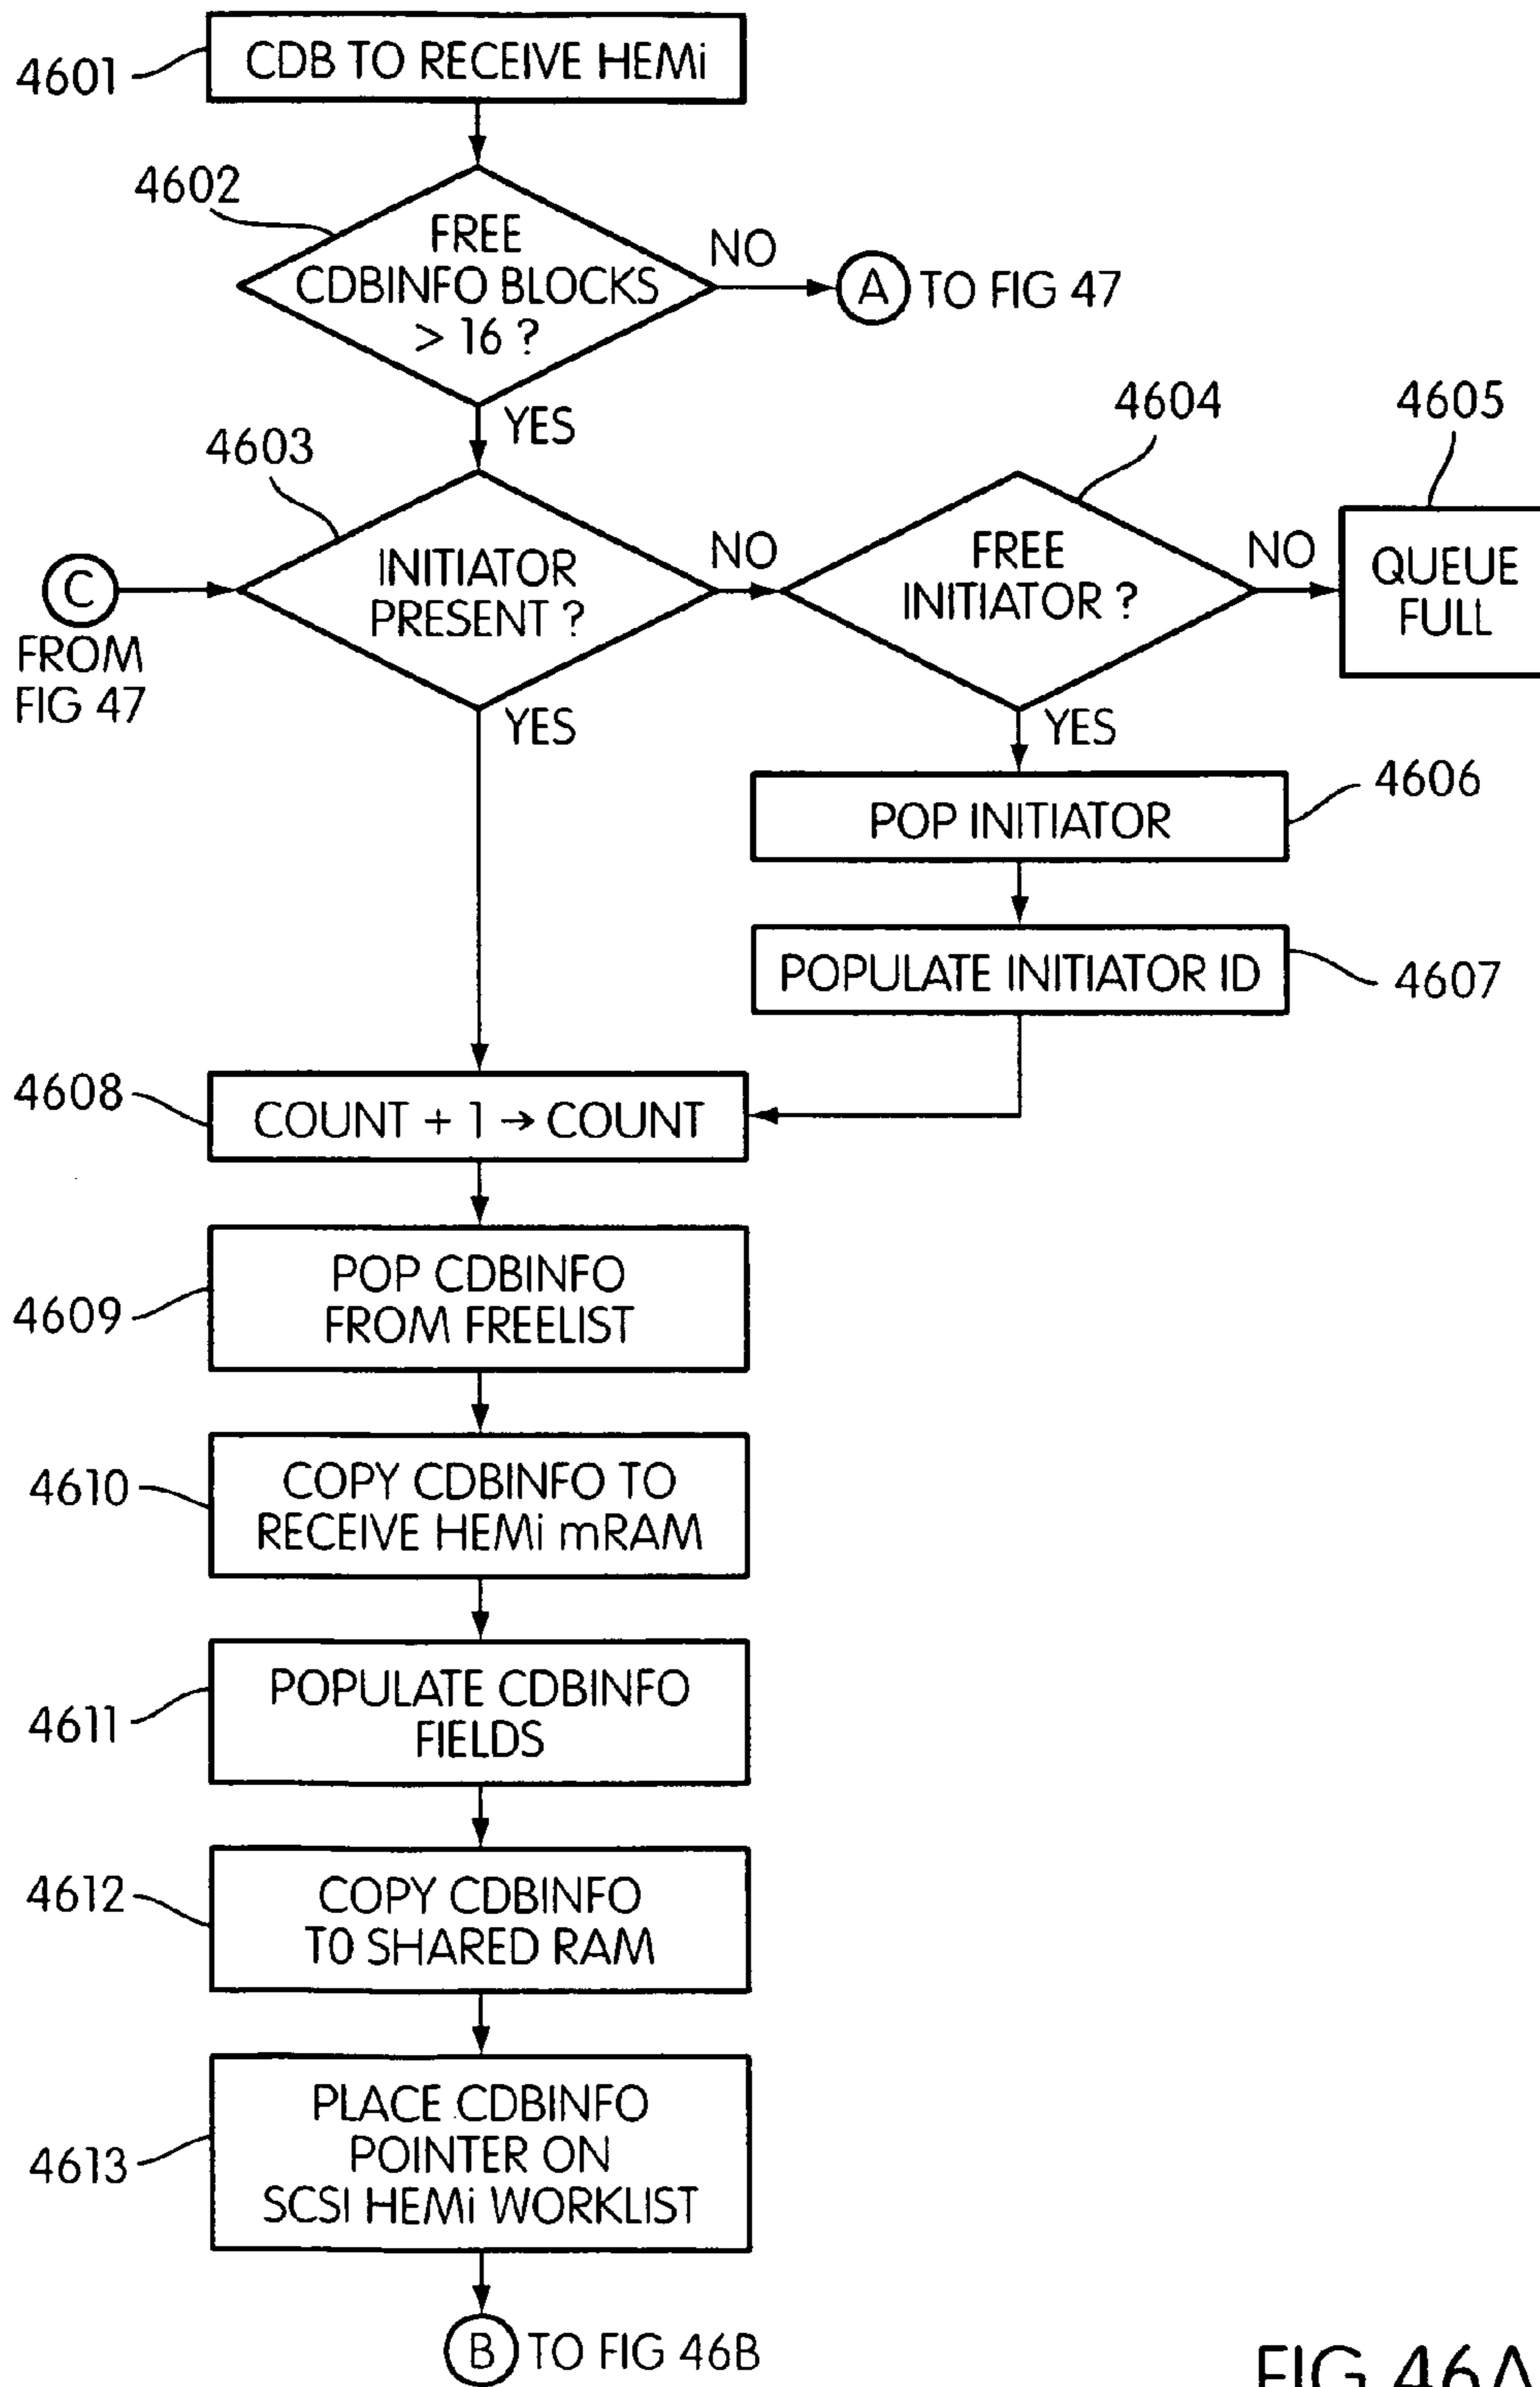 4601
CDB TO RECEIVE HEMi
4602
FREE
CDBINFO BLOCKS
> 16 ?
NO
A TO FIG 47
YES
4603
4604
4605
C
FROM
FIG 47
INITIATOR
PRESENT ?
NO
FREE
INITIATOR ?
NO
QUEUE
FULL
YES
YES
POP INITIATOR
4606
POPULATE INITIATOR ID
4607
4608
COUNT + 1 → COUNT
4609
POP CDBINFO
FROM FREELIST
4610
COPY CDBINFO TO
RECEIVE HEMi mRAM
4611
POPULATE CDBINFO
FIELDS
4612
COPY CDBINFO
TO SHARED RAM
4613
PLACE CDBINFO
POINTER ON
SCSI HEMi WORKLIST
B TO FIG 46B
FIG 46A